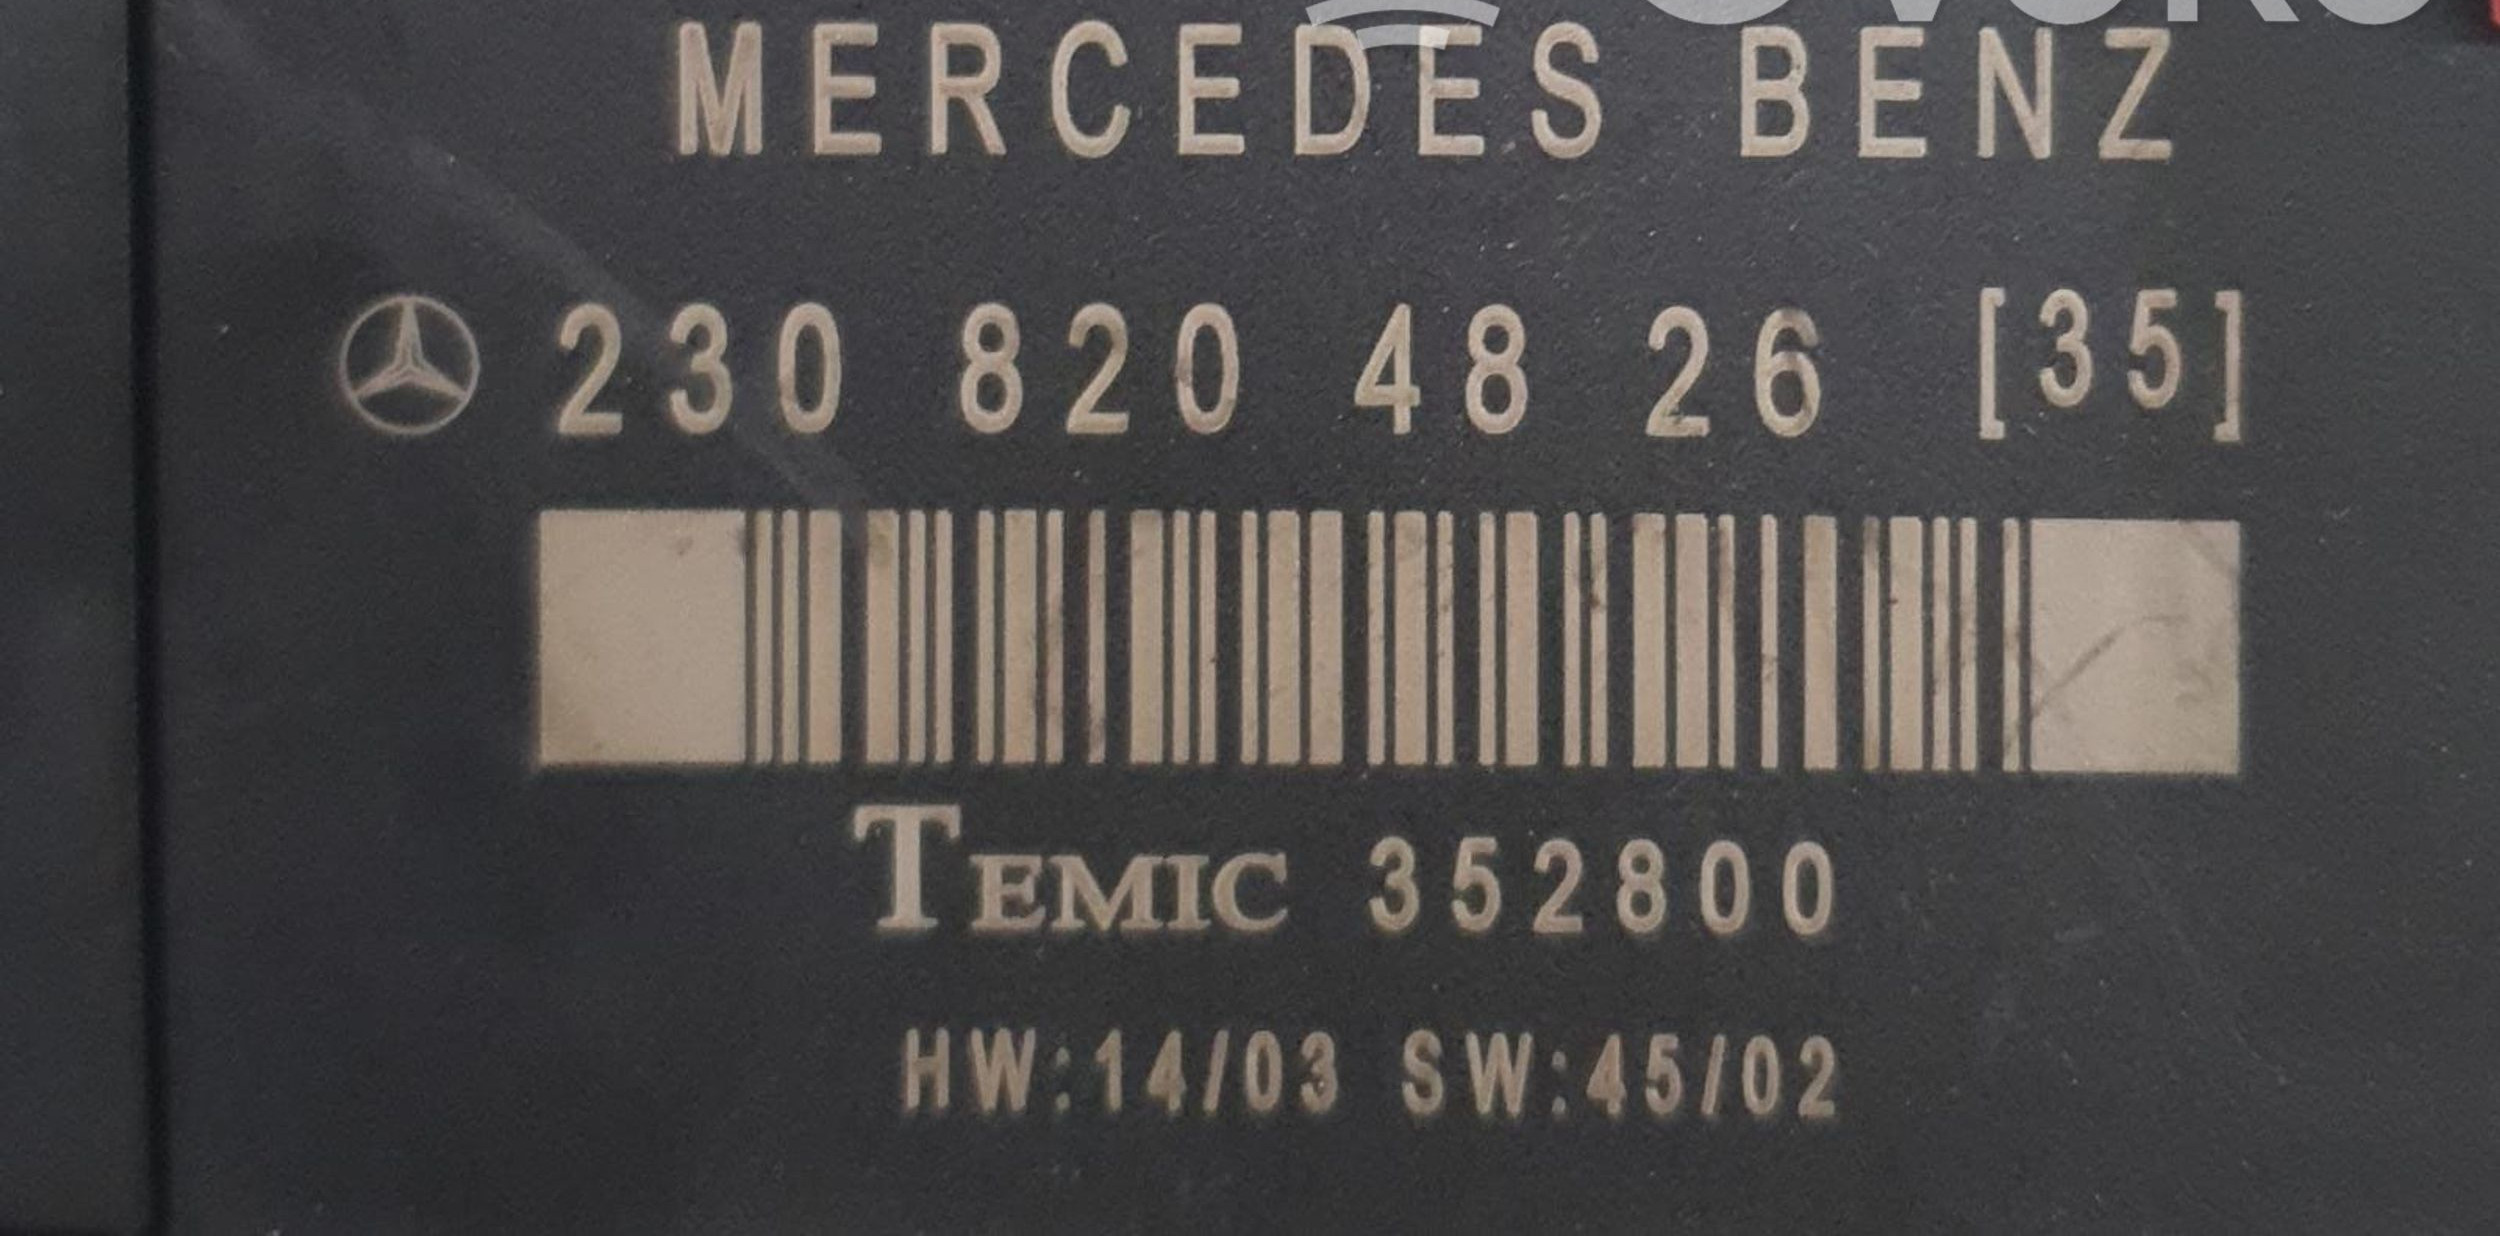 MERCEDES BENZ
230 820 48 26 [35]
TEMIC 352800
HW:14/03 SW:45/02